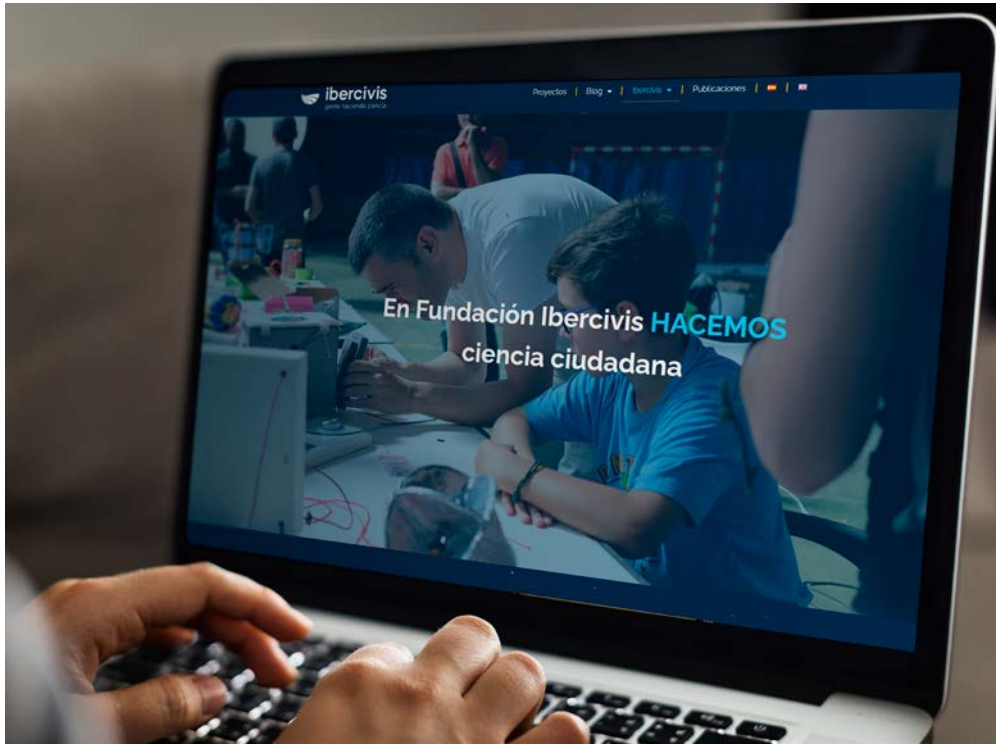 ibercivis
gente haciendo ciencia
Proyectos | Blog | Ibercivis | Publicaciones |
En Fundación Ibercivis HACEMOS
ciencia ciudadana